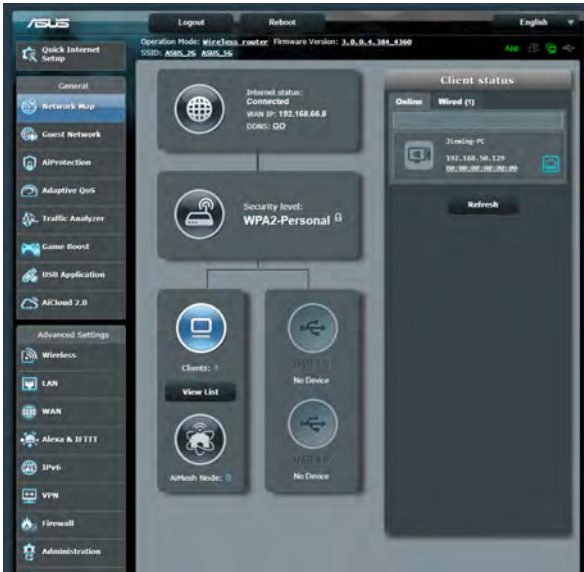 ASUS
Logout
Reboot
English
Quick Internet
Setup
Operation Mode: Wireless router Firmware Version: 3.0.0.4.384_4360
SSID: ASUS_2G ASUS_5G
App
General
Network Map
Guest Network
AiProtection
Adaptive QoS
Traffic Analyzer
Game Boost
USB Application
AiCloud 2.0
Advanced Settings
Wireless
LAN
WAN
Alexa & IFTTT
IPv6
VPN
Firewall
Administration
Internet status:
Connected
WAN IP: 192.168.66.8
DDNS: GO
Security level:
WPA2-Personal
Clients: 1
View List
AiMesh Node: 0
No Device
No Device
Client status
Online
Wired (1)
Jieming-PC
192.168.50.129
00:00:00:00:00:00
Refresh